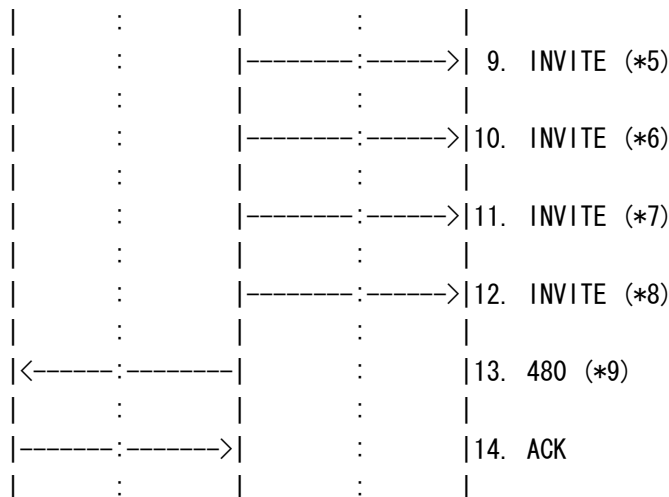 |       :       |       :       |
|       :       |-------:------>| 9. INVITE (*5)
|       :       |       :       |
|       :       |-------:------>|10. INVITE (*6)
|       :       |       :       |
|       :       |-------:------>|11. INVITE (*7)
|       :       |       :       |
|       :       |-------:------>|12. INVITE (*8)
|       :       |       :       |
|<------:-------|       :       |13. 480 (*9)
|       :       |       :       |
|-------:------>|       :       |14. ACK
|       :       |       :       |